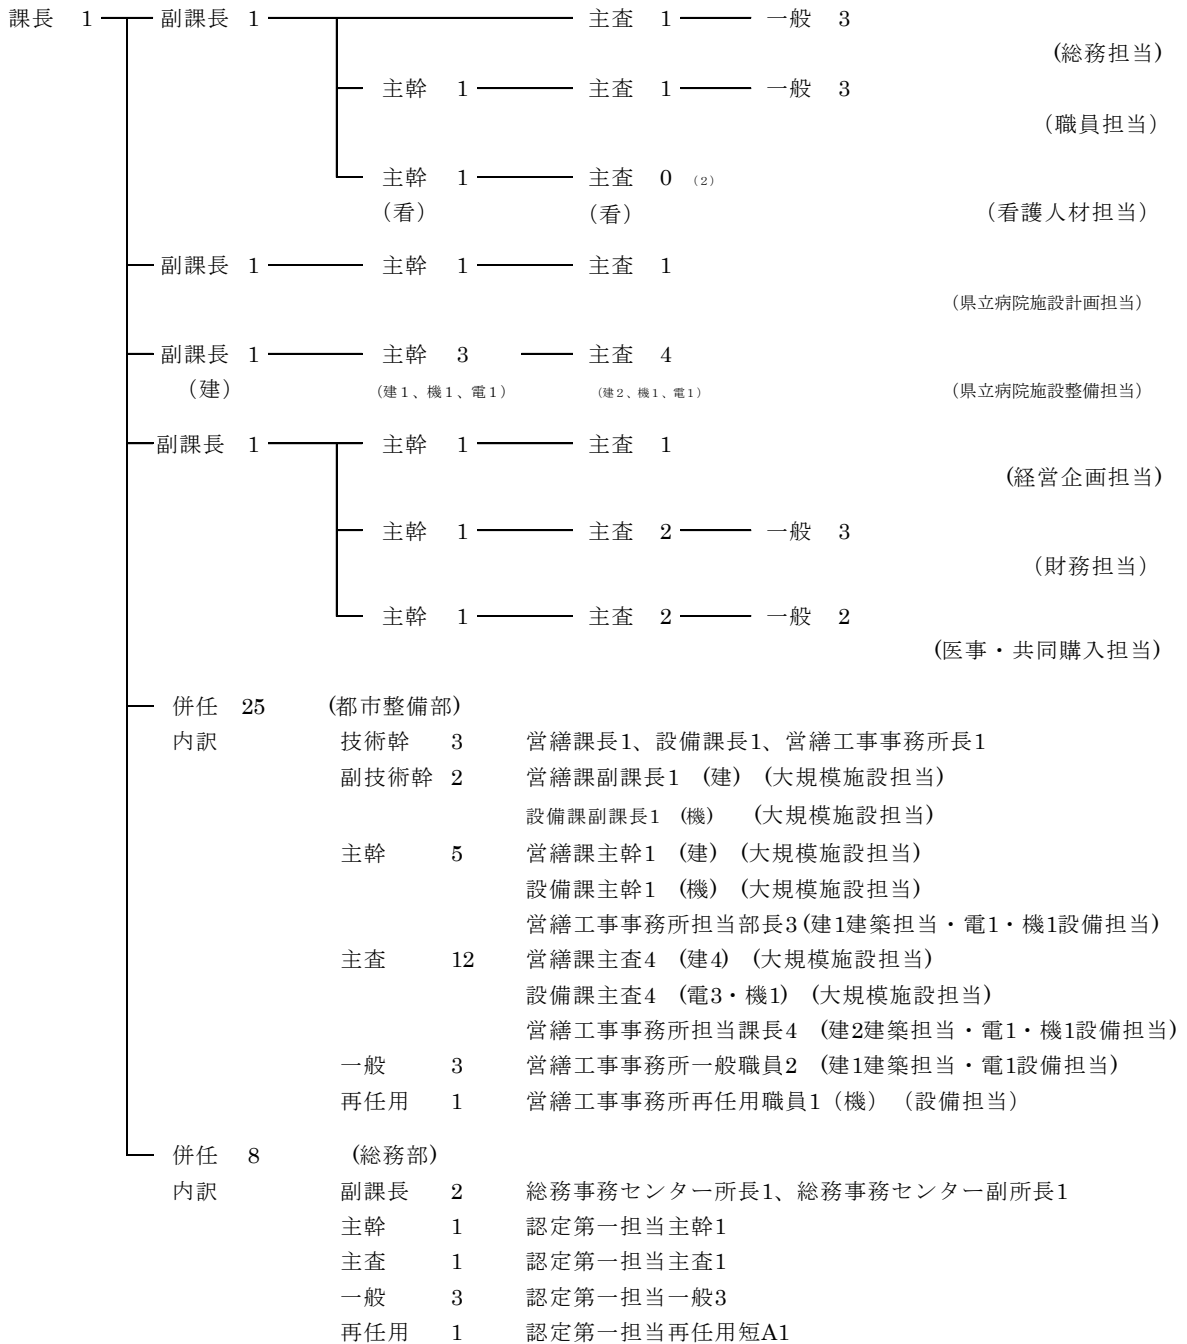 課長 1 副課長 1 主査 1 一般 3
(総務担当)
主幹 1 主査 1 一般 3
（職員担当）
主幹 1 主査 0 （2）
（看） （看） （看護人材担当）
副課長 1 主幹 1 主査 1
（県立病院施設計画担当）
副課長 1 主幹 3 主査 4
（建） （建１、機１、電１） （建２、機１、電１） （県立病院施設整備担当）
副課長 1 主幹 1 主査 1
(経営企画担当)
主幹 1 主査 2 一般 3
（財務担当）
主幹 1 主査 2 一般 2
(医事・共同購入担当)
併任 25 (都市整備部)
内訳 技術幹 3 営繕課長1、設備課長1、営繕工事事務所長1
副技術幹 2 営繕課副課長1 (建) (大規模施設担当)
設備課副課長1 (機) (大規模施設担当)
主幹 5 営繕課主幹1 (建) (大規模施設担当)
設備課主幹1 (機) (大規模施設担当)
営繕工事事務所担当部長3 (建1建築担当・電1・機1設備担当)
主査 12 営繕課主査4 (建4) (大規模施設担当)
設備課主査4 (電3・機1) (大規模施設担当)
営繕工事事務所担当課長4 (建2建築担当・電1・機1設備担当)
一般 3 営繕工事事務所一般職員2 (建1建築担当・電1設備担当)
再任用 1 営繕工事事務所再任用職員1（機）（設備担当）
併任 8 (総務部)
内訳 副課長 2 総務事務センター所長1、総務事務センター副所長1
主幹 1 認定第一担当主幹1
主査 1 認定第一担当主査1
一般 3 認定第一担当一般3
再任用 1 認定第一担当再任用短A1